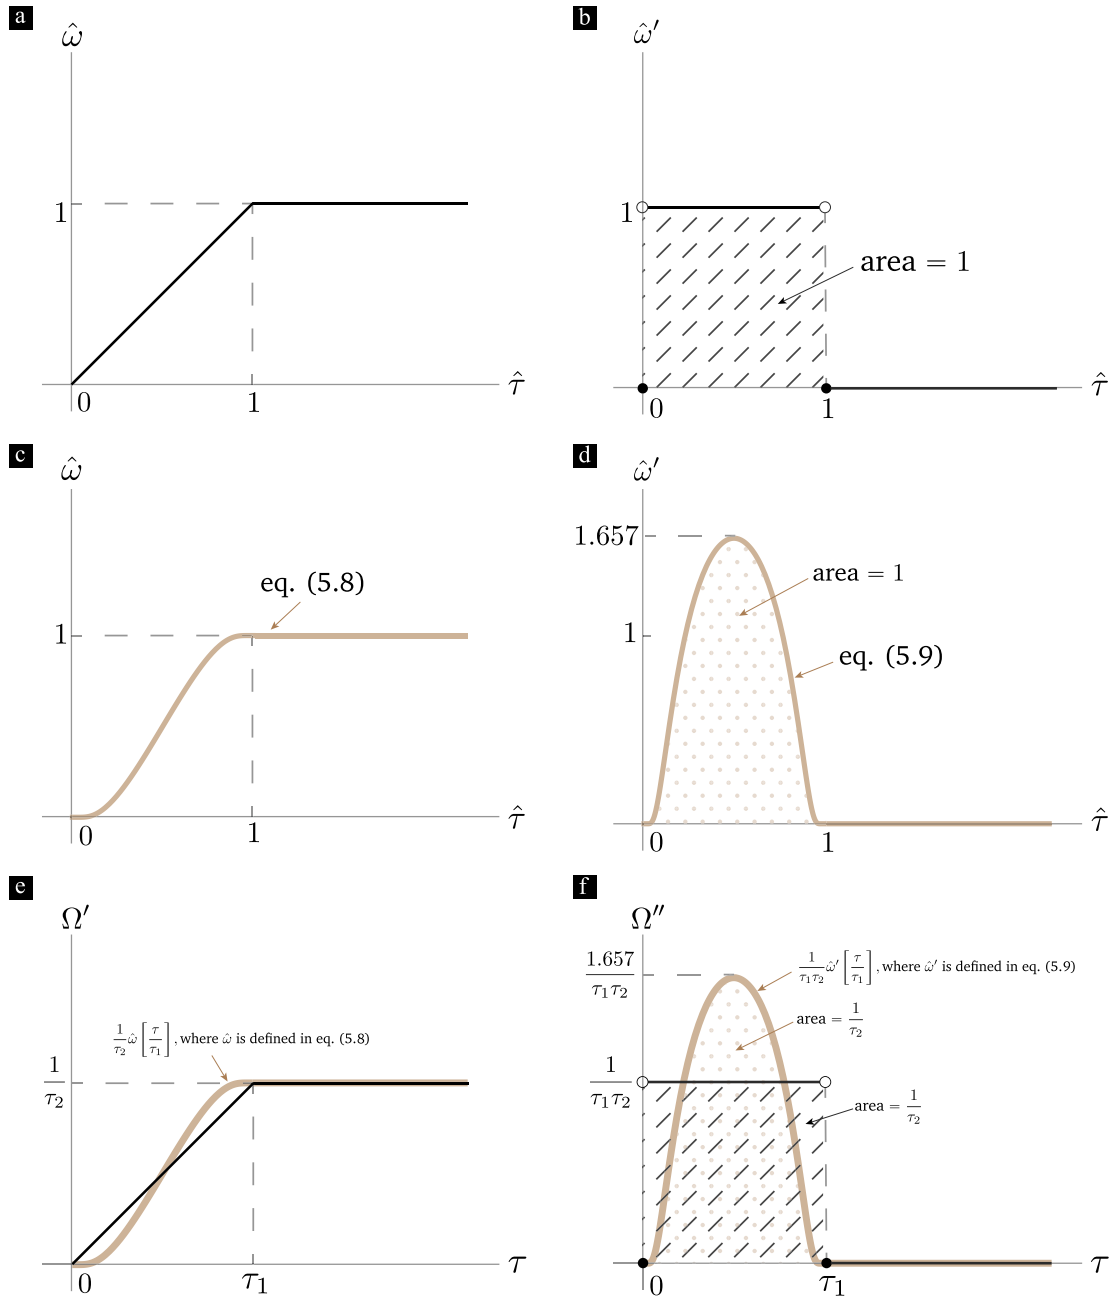 a
ω̂
1
0
1
τ̂
b
ω̂′
1
area = 1
0
1
τ̂
c
ω̂
eq. (5.8)
1
0
1
τ̂
d
ω̂′
1.657
area = 1
1
eq. (5.9)
0
1
τ̂
e
Ω′
1/τ₂ ω̂ [τ/τ₁], where ω̂ is defined in eq. (5.8)
1/τ₂
0
τ₁
τ
f
Ω″
1.657/τ₁τ₂
1/τ₁τ₂ ω̂′ [τ/τ₁], where ω̂′ is defined in eq. (5.9)
area = 1/τ₂
1/τ₁τ₂
area = 1/τ₂
0
τ₁
τ